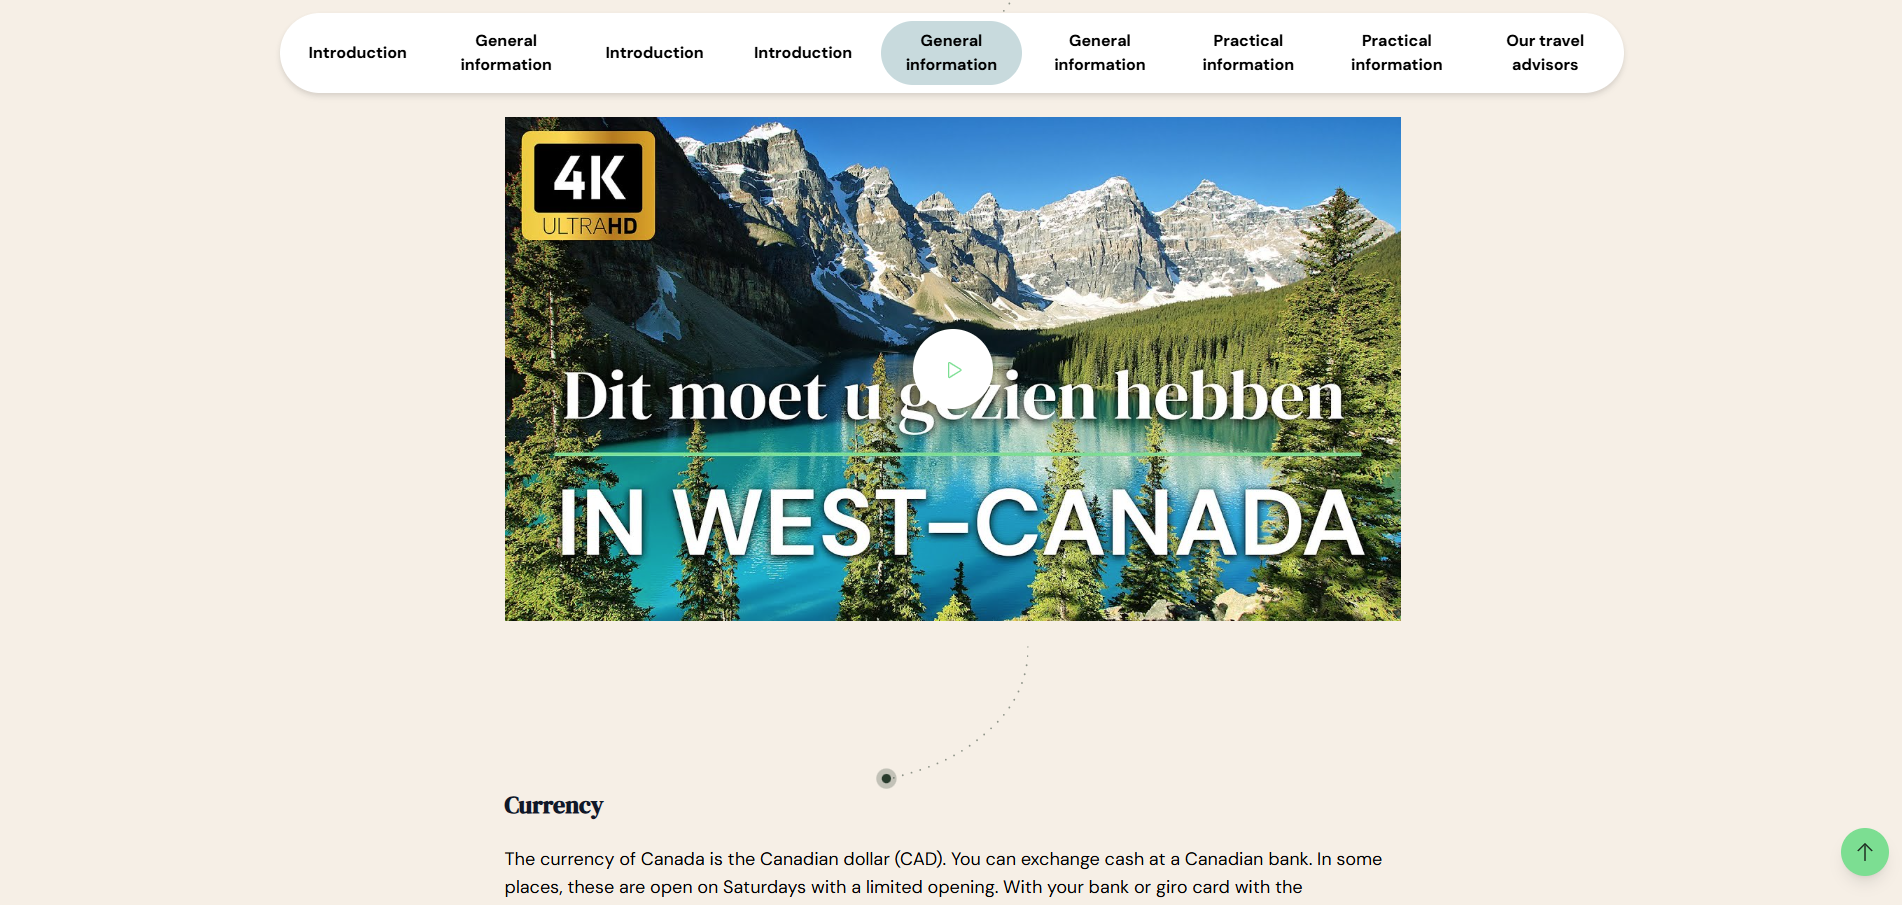 Introduction
General
information
Introduction
Introduction
General
information
General
information
Practical
information
Practical
information
Our travel
advisors
4K
ULTRAHD
Dit moet u gezien hebben
IN WEST-CANADA
Currency
The currency of Canada is the Canadian dollar (CAD). You can exchange cash at a Canadian bank. In some
places, these are open on Saturdays with a limited opening. With your bank or giro card with the